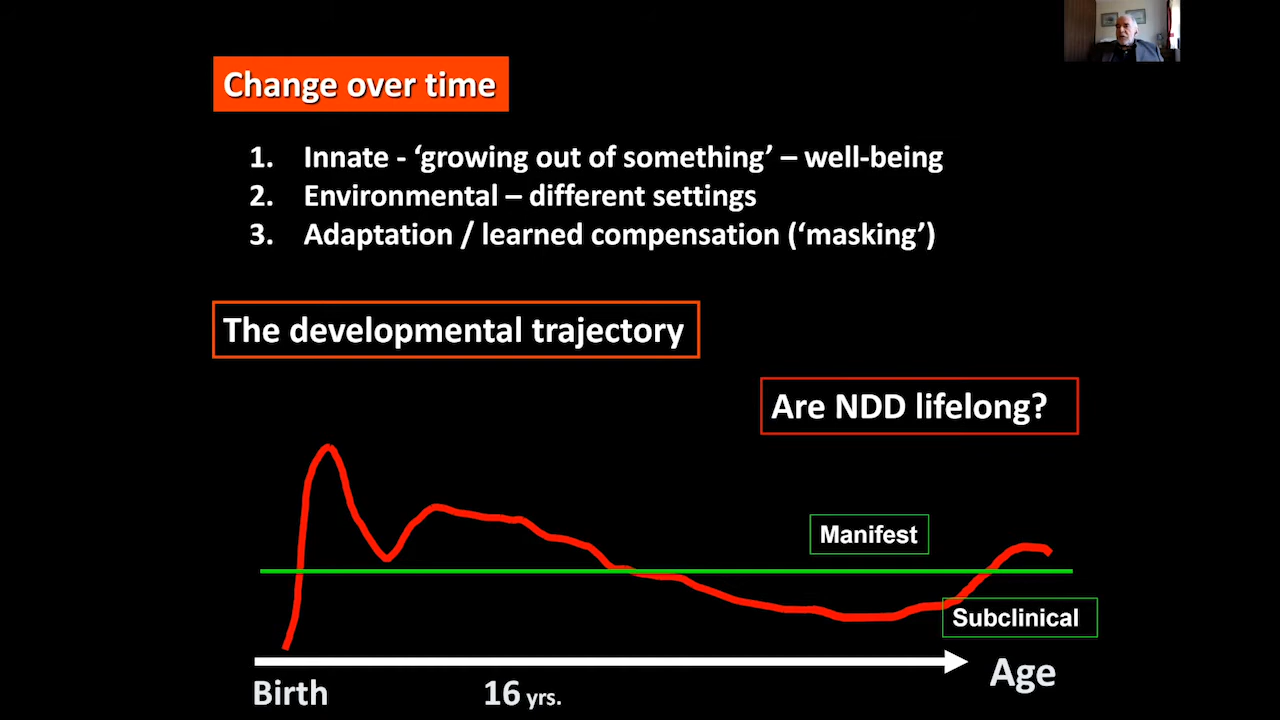 Change over time
1. Innate - ‘growing out of something’ – well-being
2. Environmental – different settings
3. Adaptation / learned compensation (‘masking’)
The developmental trajectory
Are NDD lifelong?
Manifest
Subclinical
Birth
16 yrs.
Age